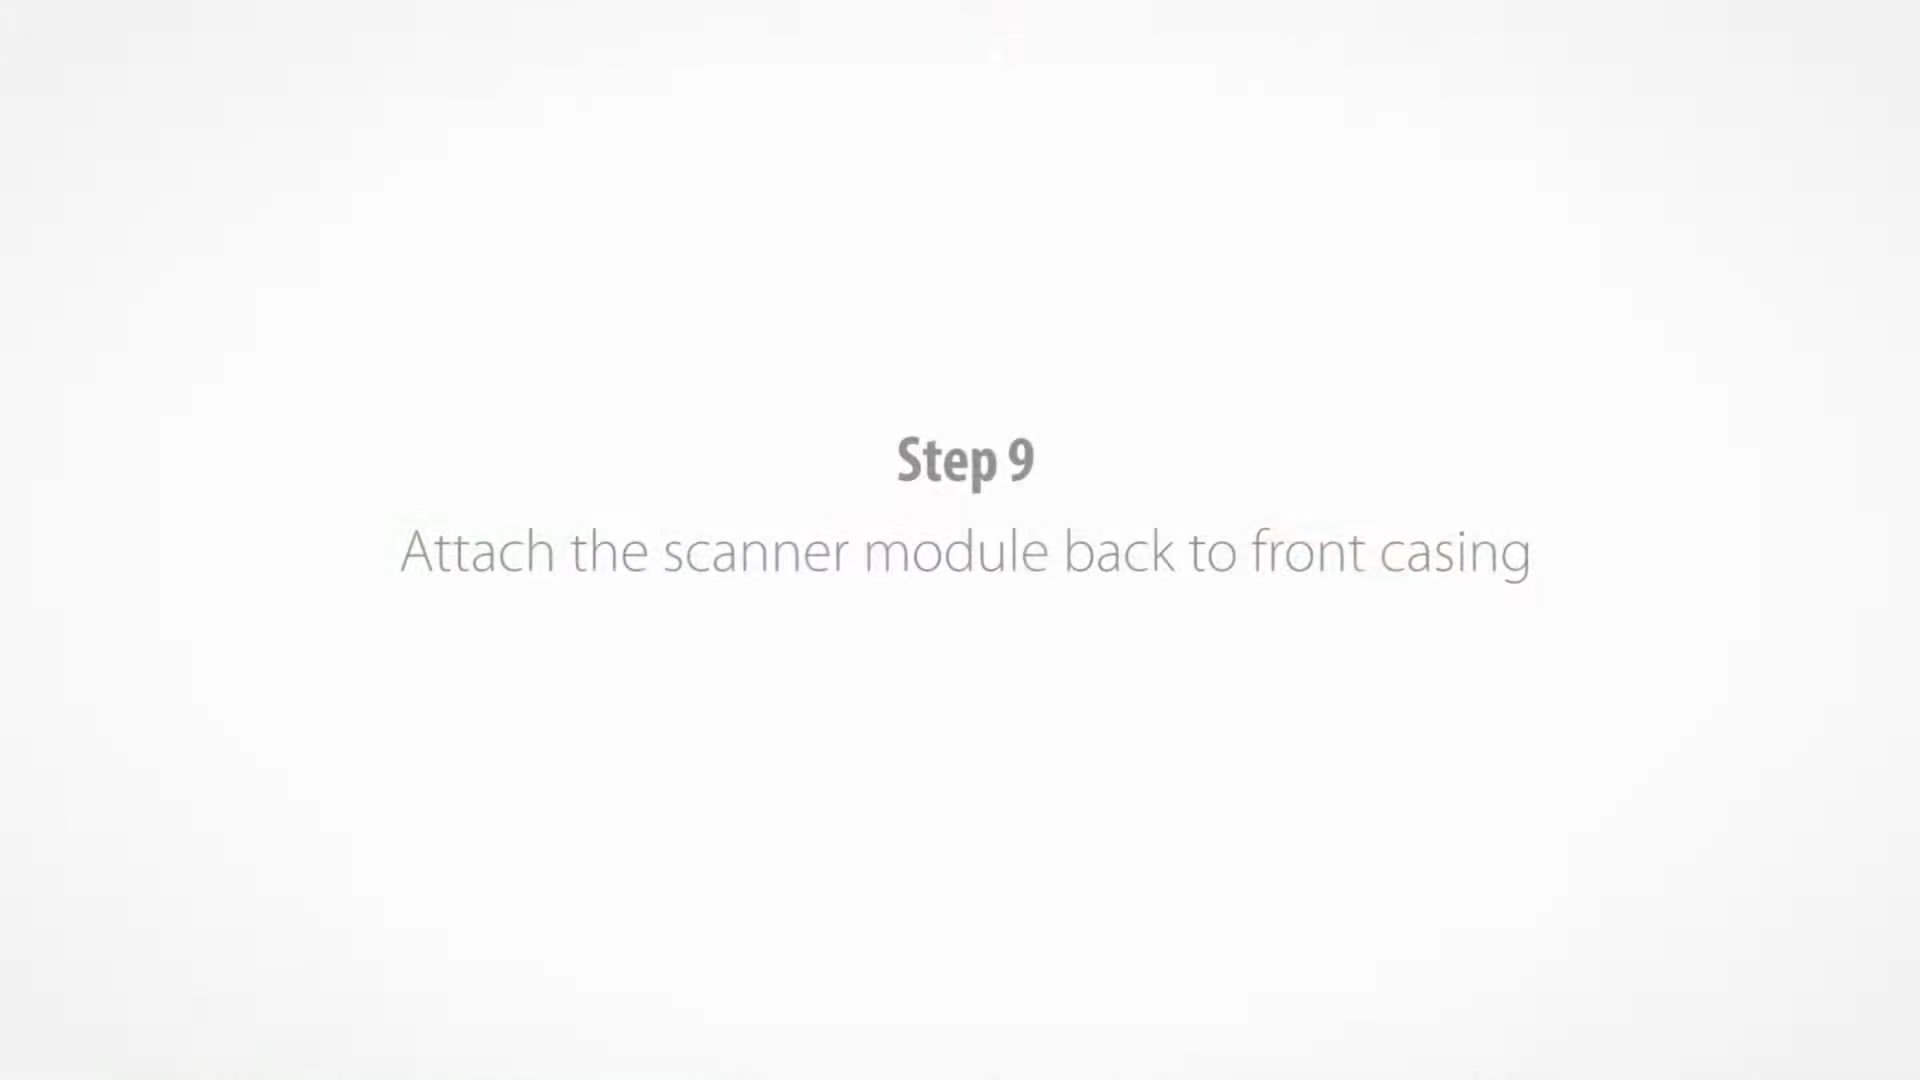 Step 9
Attach the scanner module back to front casing